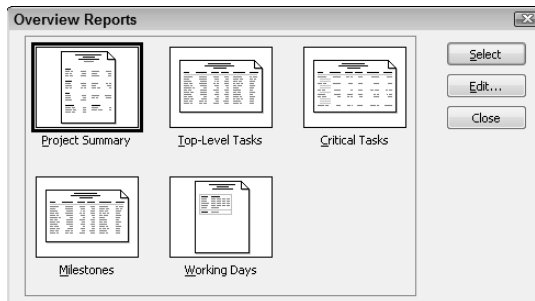 Overview Reports
Project Summary
Top-Level Tasks
Critical Tasks
Milestones
Working Days
Select
Edit...
Close